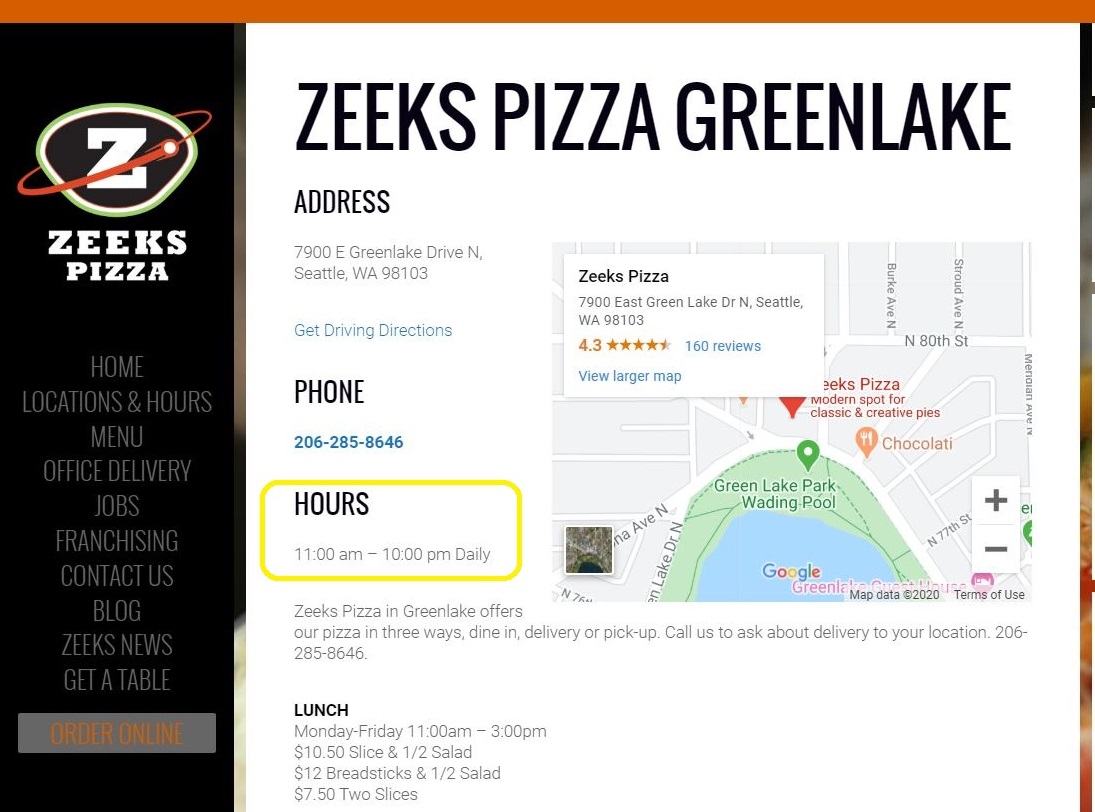 Z
ZEEKS
PIZZA
HOME
LOCATIONS & HOURS
MENU
OFFICE DELIVERY
JOBS
FRANCHISING
CONTACT US
BLOG
ZEEKS NEWS
GET A TABLE
ORDER ONLINE
ZEEKS PIZZA GREENLAKE
ADDRESS
7900 E Greenlake Drive N,
Seattle, WA 98103
Get Driving Directions
PHONE
206-285-8646
HOURS
11:00 am – 10:00 pm Daily
Zeeks Pizza
7900 East Green Lake Dr N, Seattle,
WA 98103
4.3 ★★★★★ 160 reviews
View larger map
Burke Ave N
Stroud Ave N
N 80th St
Meridian Ave N
eeks Pizza
Modern spot for
classic & creative pies
Chocolati
Green Lake Park
Wading Pool
na Ave N
en Lake Dr N
N 77th St
N 76
er
+
−
Google
Greenlake Guest House
Map data ©2020 Terms of Use
Zeeks Pizza in Greenlake offers
our pizza in three ways, dine in, delivery or pick-up. Call us to ask about delivery to your location. 206-
285-8646.
LUNCH
Monday-Friday 11:00am – 3:00pm
$10.50 Slice & 1/2 Salad
$12 Breadsticks & 1/2 Salad
$7.50 Two Slices